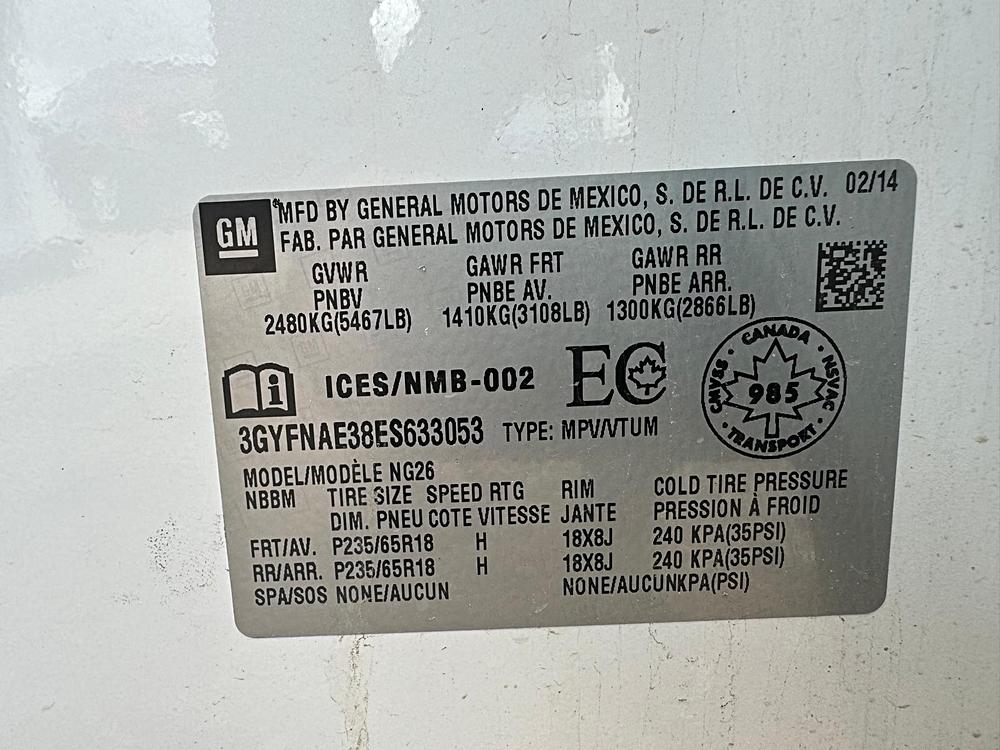 GM
MFD BY GENERAL MOTORS DE MEXICO, S. DE R.L. DE C.V. 02/14
FAB. PAR GENERAL MOTORS DE MEXICO, S. DE R.L. DE C.V.
GVWR GAWR FRT GAWR RR
PNBV PNBE AV. PNBE ARR.
2480KG(5467LB) 1410KG(3108LB) 1300KG(2866LB)
ICES/NMB-002 EC
CANADA CMVSS 985 NSVAC TRANSPORT
3GYFNAE38ES633053 TYPE: MPV/VTUM
MODEL/MODÈLE NG26
NBBM TIRE SIZE SPEED RTG RIM COLD TIRE PRESSURE
DIM. PNEU COTE VITESSE JANTE PRESSION À FROID
FRT/AV. P235/65R18 H 18X8J 240 KPA(35PSI)
RR/ARR. P235/65R18 H 18X8J 240 KPA(35PSI)
SPA/SOS NONE/AUCUN NONE/AUCUNKPA(PSI)